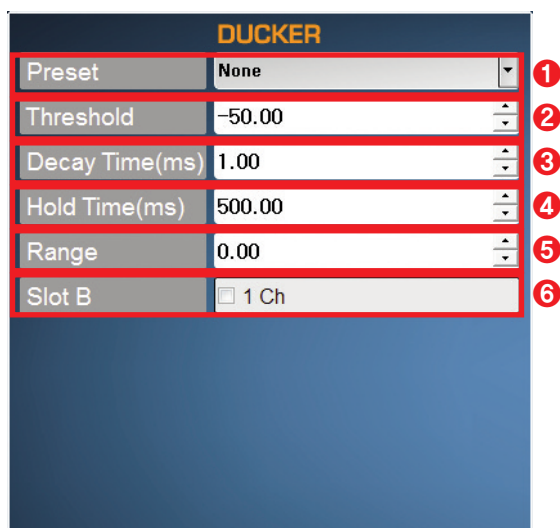 DUCKER
Preset None 1
Threshold -50.00 2
Decay Time(ms) 1.00 3
Hold Time(ms) 500.00 4
Range 0.00 5
Slot B 1 Ch 6